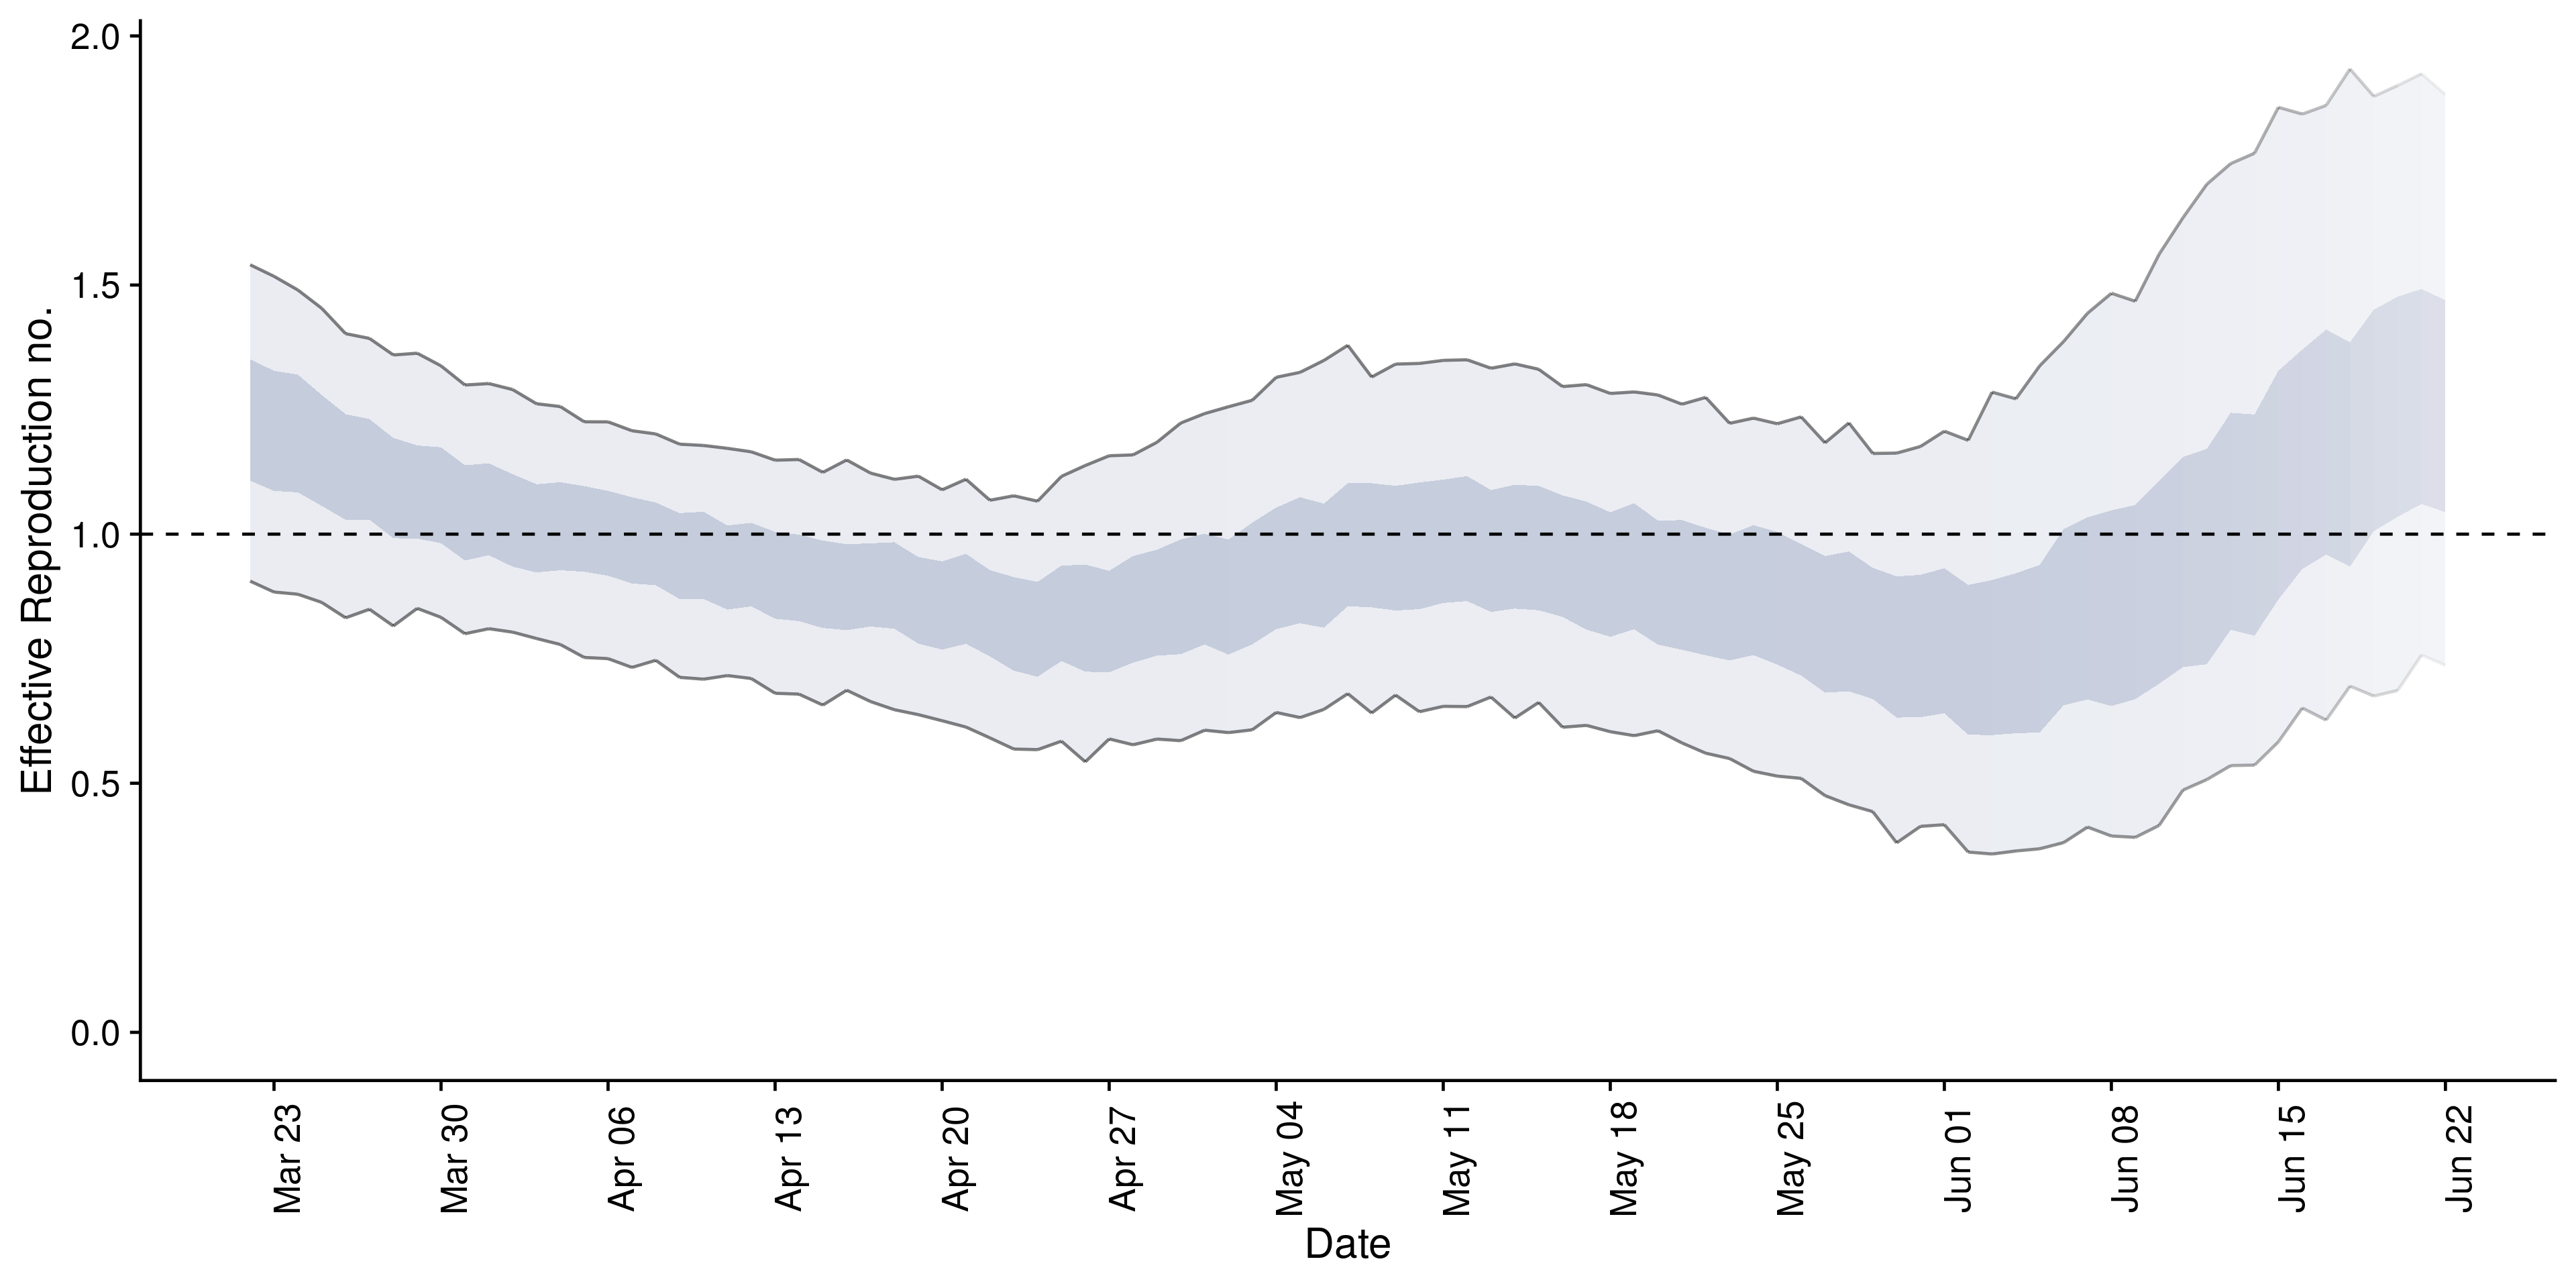 Effective Reproduction no.
2.0
1.5
1.0
0.5
0.0
Mar 23
Mar 30
Apr 06
Apr 13
Apr 20
Apr 27
May 04
May 11
May 18
May 25
Jun 01
Jun 08
Jun 15
Jun 22
Date